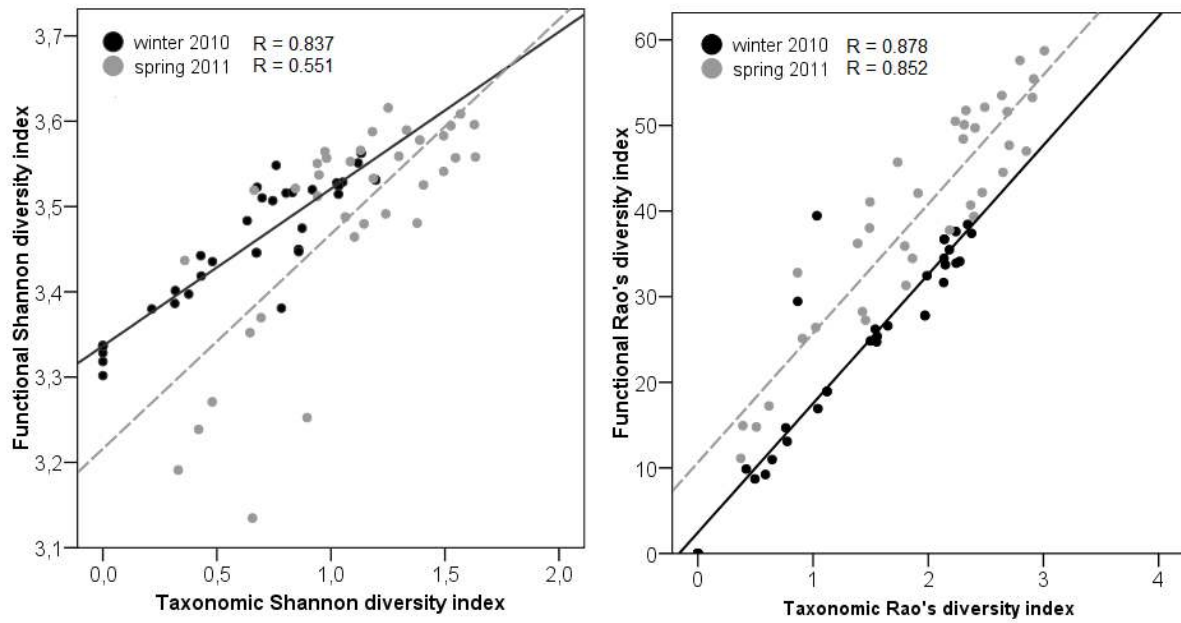 winter 2010 R = 0.837
spring 2011 R = 0.551
Functional Shannon diversity index
3,7
3,6
3,5
3,4
3,3
3,2
3,1
0,0 0,5 1,0 1,5 2,0
Taxonomic Shannon diversity index
winter 2010 R = 0.878
spring 2011 R = 0.852
Functional Rao's diversity index
60
50
40
30
20
10
0
0 1 2 3 4
Taxonomic Rao's diversity index